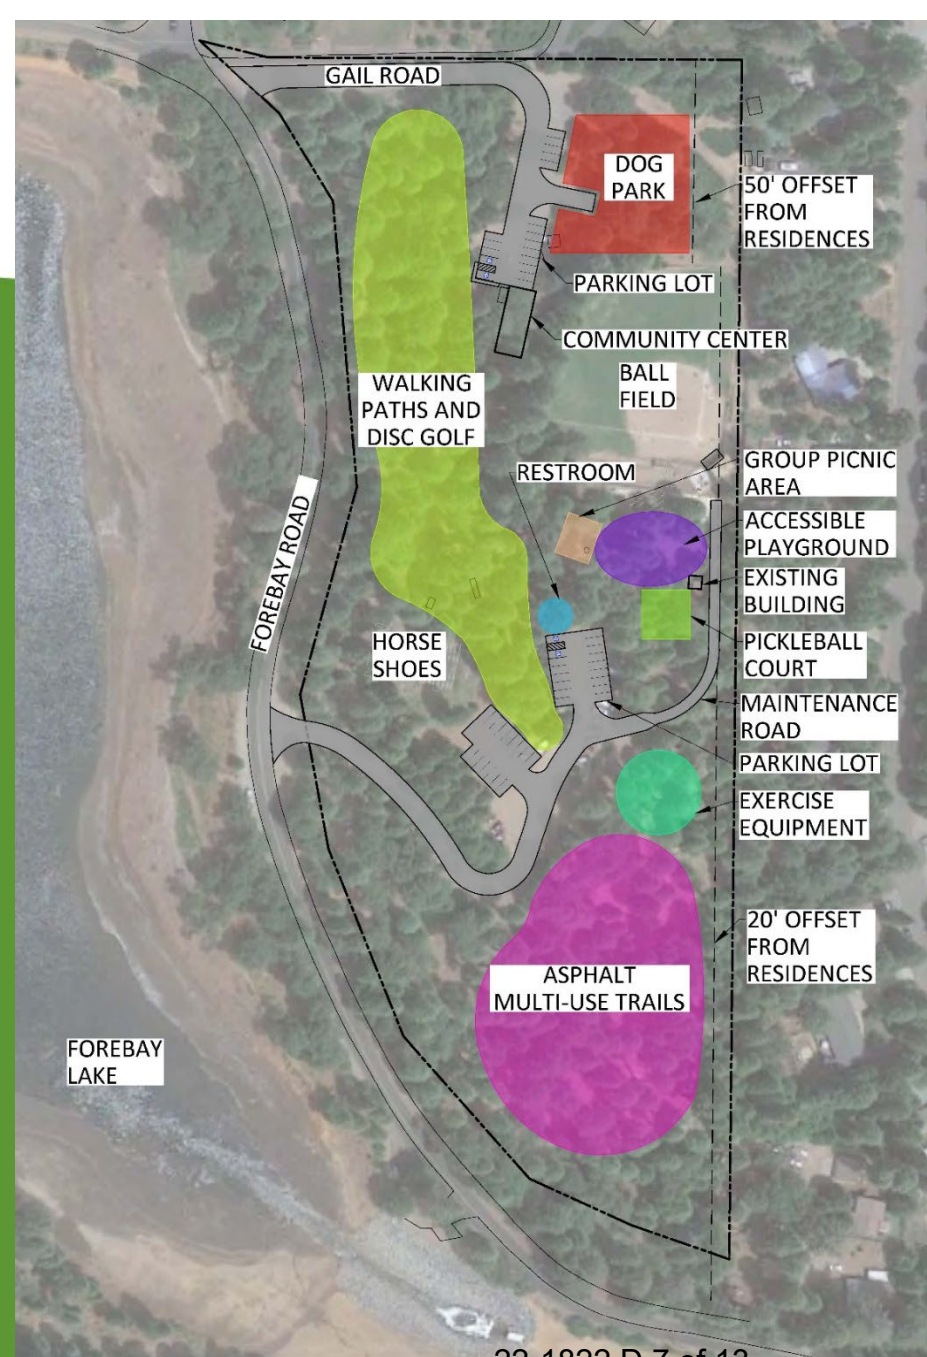 GAIL ROAD
DOG
PARK
50' OFFSET
FROM
RESIDENCES
PARKING LOT
COMMUNITY CENTER
WALKING
PATHS AND
DISC GOLF
BALL
FIELD
RESTROOM
GROUP PICNIC
AREA
ACCESSIBLE
PLAYGROUND
FOREBAY ROAD
EXISTING
BUILDING
HORSE
SHOES
PICKLEBALL
COURT
MAINTENANCE
ROAD
PARKING LOT
EXERCISE
EQUIPMENT
20' OFFSET
FROM
RESIDENCES
ASPHALT
MULTI-USE TRAILS
FOREBAY
LAKE